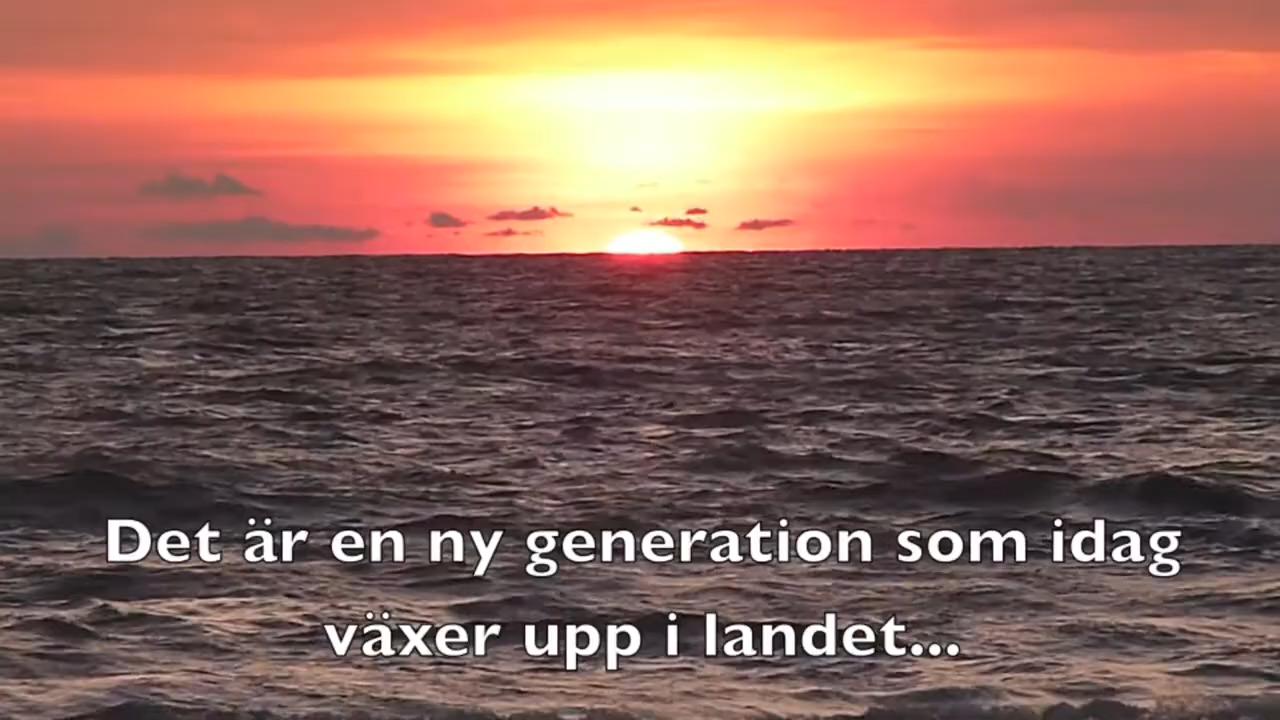 Det är en ny generation som idag
växer upp i landet...